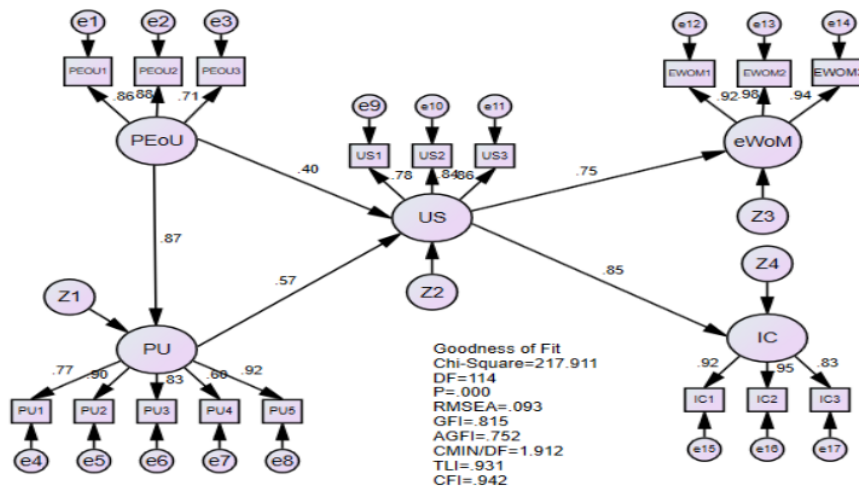 e1 e2 e3
PEOU1 PEOU2 PEOU3
.86 .88 .71
PEoU
e12 e13 e14
EWOM1 EWOM2 EWOM3
.92 .98 .94
eWoM
e9 e10 e11
US1 US2 US3
.78 .84 .86
US
.40
.75
.87
.57
.85
Z1
Z2
Z3
Z4
PU
.77 .90 .83 .60 .92
PU1 PU2 PU3 PU4 PU5
e4 e5 e6 e7 e8
IC
.92 .95 .83
IC1 IC2 IC3
e15 e16 e17
Goodness of Fit
Chi-Square=217.911
DF=114
P=.000
RMSEA=.093
GFI=.815
AGFI=.752
CMIN/DF=1.912
TLI=.931
CFI=.942